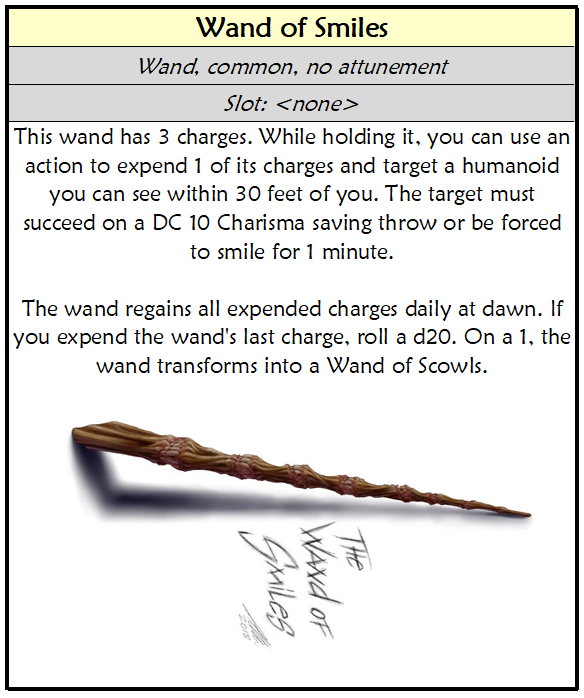 Wand of Smiles
Wand, common, no attunement
Slot: <none>
This wand has 3 charges. While holding it, you can use an
action to expend 1 of its charges and target a humanoid
you can see within 30 feet of you. The target must
succeed on a DC 10 Charisma saving throw or be forced
to smile for 1 minute.
The wand regains all expended charges daily at dawn. If
you expend the wand's last charge, roll a d20. On a 1, the
wand transforms into a Wand of Scowls.
THE
WAND OF
SMILES
2018